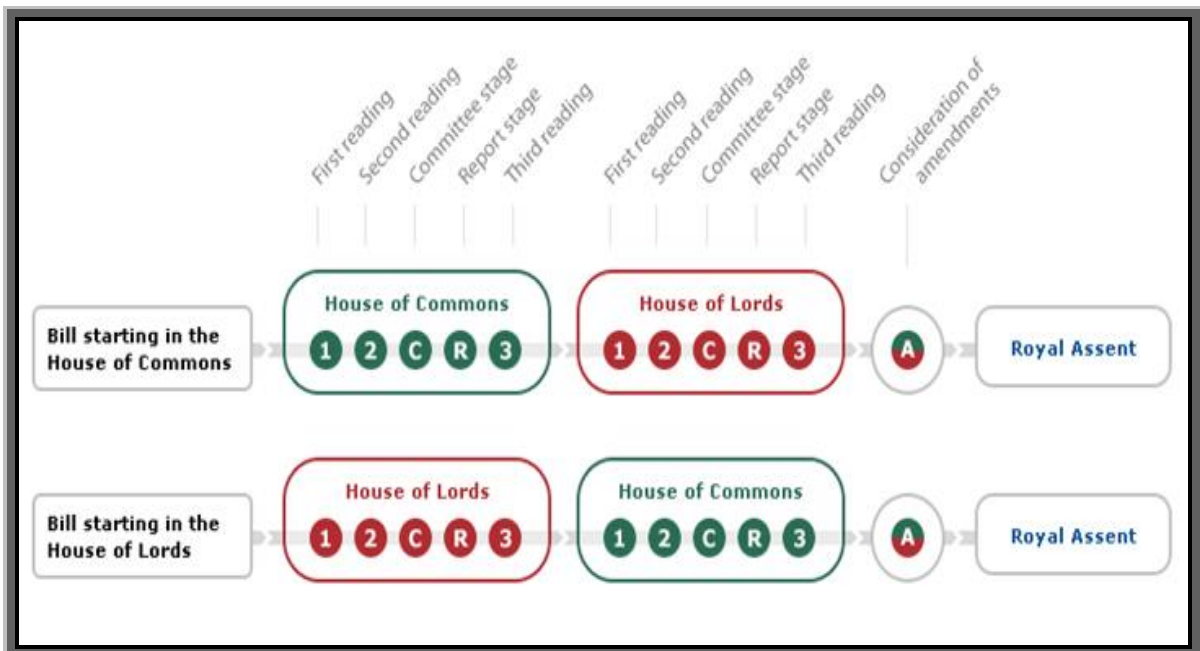 First reading
Second reading
Committee stage
Report stage
Third reading
First reading
Second reading
Committee stage
Report stage
Third reading
Consideration of
amendments
Bill starting in the
House of Commons
House of Commons
1 2 C R 3
House of Lords
1 2 C R 3
A
Royal Assent
Bill starting in the
House of Lords
House of Lords
1 2 C R 3
House of Commons
1 2 C R 3
A
Royal Assent